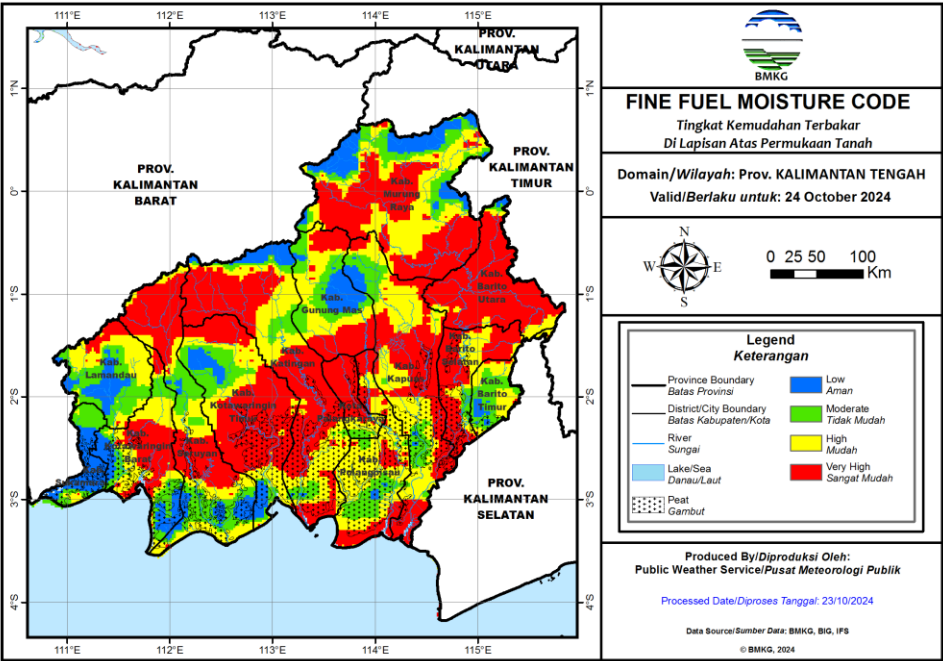 111°E 112°E 113°E 114°E 115°E
1°N
0°
1°S
2°S
3°S
4°S
PROV.
KALIMANTAN
UTARA
PROV.
KALIMANTAN
BARAT
PROV.
KALIMANTAN
TIMUR
PROV.
KALIMANTAN
SELATAN
Kab.
Murung
Raya
Kab.
Barito
Utara
Kab.
Gunung Mas
Kab.
Katingan
Kab.
Lamandau
Kab.
Kotawaringin
Timur
Kab.
Kapuas
Kab.
Barito
Selatan
Kab.
Barito
Timur
Kab.
Kotawaringin
Barat
Kab.
Seruyan
Kab.
Kab.
Pulangpisau
1°N
0°
1°S
2°S
3°S
4°S
111°E 112°E 113°E 114°E 115°E
BMKG
FINE FUEL MOISTURE CODE
Tingkat Kemudahan Terbakar
Di Lapisan Atas Permukaan Tanah
Domain/Wilayah: Prov. KALIMANTAN TENGAH
Valid/Berlaku untuk: 24 October 2024
N
W E
S
0 25 50 100
Km
Legend
Keterangan
Province Boundary
Batas Provinsi
District/City Boundary
Batas Kabupaten/Kota
River
Sungai
Lake/Sea
Danau/Laut
Peat
Gambut
Low
Aman
Moderate
Tidak Mudah
High
Mudah
Very High
Sangat Mudah
Produced By/Diproduksi Oleh:
Public Weather Service/Pusat Meteorologi Publik
Processed Date/Diproses Tanggal: 23/10/2024
Data Source/Sumber Data: BMKG, BIG, IFS
© BMKG, 2024